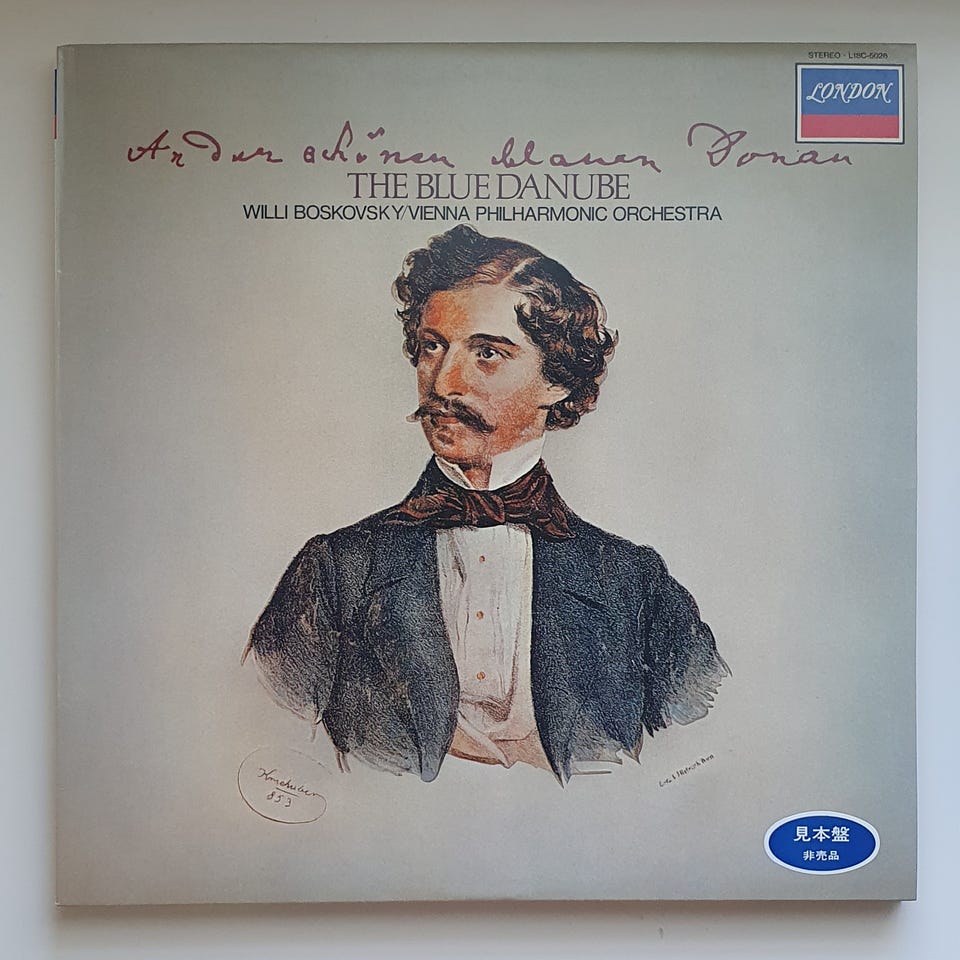 STEREO · L18C-5026
LONDON
An der schönen blauen Donau
THE BLUE DANUBE
WILLI BOSKOVSKY/VIENNA PHILHARMONIC ORCHESTRA
Kriehuber
853
見本盤
非売品